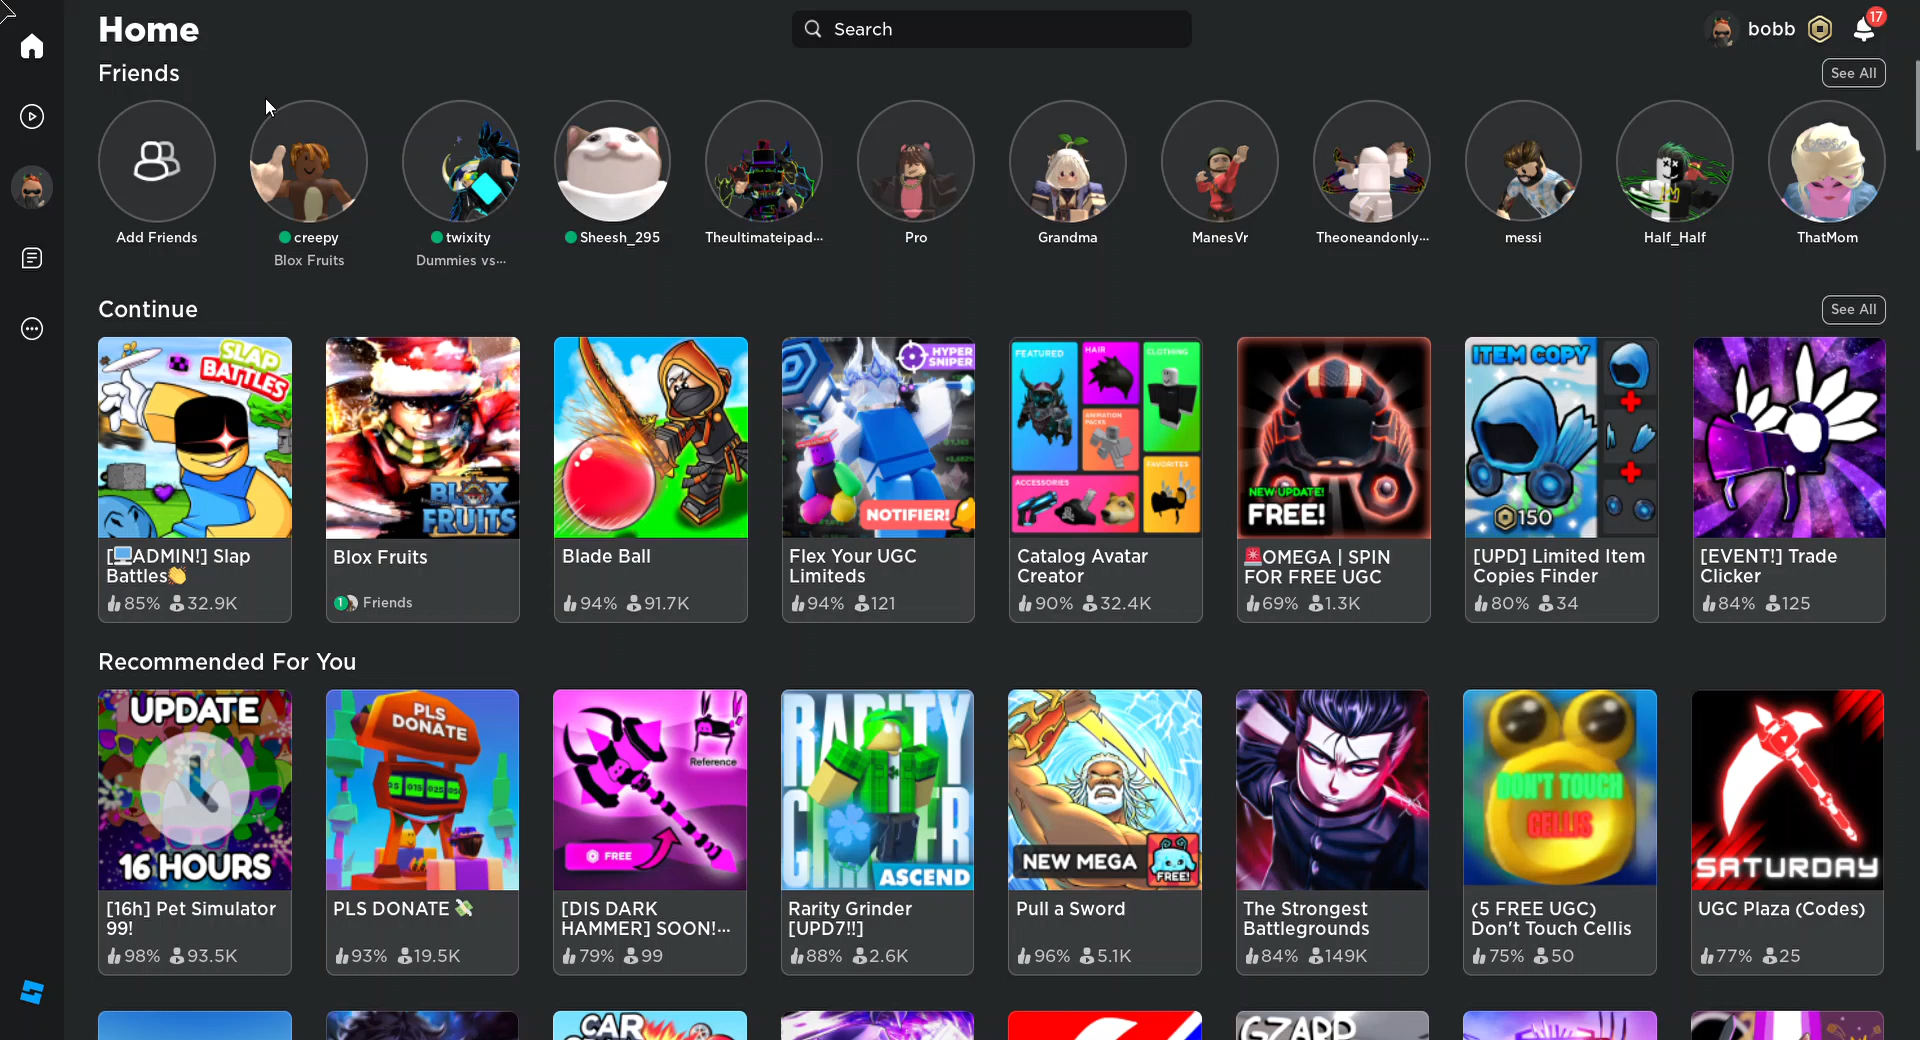 Home
Search
bobb
17
Friends
See All
Add Friends
creepy
Blox Fruits
twixity
Dummies vs...
Sheesh_295
Theultimateipad...
Pro
Grandma
ManesVr
Theoneandonly...
messi
Half_Half
ThatMom
Continue
See All
SLAP
BATTLES
BLOX
FRUITS
HYPER
SNIPER
NOTIFIER!
FEATURED
HAIR
CLOTHING
ANIMATION
PACKS
FAVORITES
ACCESSORIES
NEW UPDATE!
FREE!
ITEM COPY
150
[🖥️ADMIN!] Slap
Battles👏
85% 32.9K
Blox Fruits
1 Friends
Blade Ball
94% 91.7K
Flex Your UGC
Limiteds
94% 121
Catalog Avatar
Creator
90% 32.4K
🚨OMEGA | SPIN
FOR FREE UGC
69% 1.3K
[UPD] Limited Item
Copies Finder
80% 34
[EVENT!] Trade
Clicker
84% 125
Recommended For You
UPDATE
16 HOURS
PLS
DONATE
Reference
FREE
RARITY
ASCEND
NEW MEGA
FREE!
DON'T TOUCH
CELLIS
SATURDAY
[16h] Pet Simulator
99!
98% 93.5K
PLS DONATE 💸
93% 19.5K
[DIS DARK
HAMMER] SOON!...
79% 99
Rarity Grinder
[UPD7!!]
88% 2.6K
Pull a Sword
96% 5.1K
The Strongest
Battlegrounds
84% 149K
(5 FREE UGC)
Don't Touch Cellis
75% 50
UGC Plaza (Codes)
77% 25
CAR